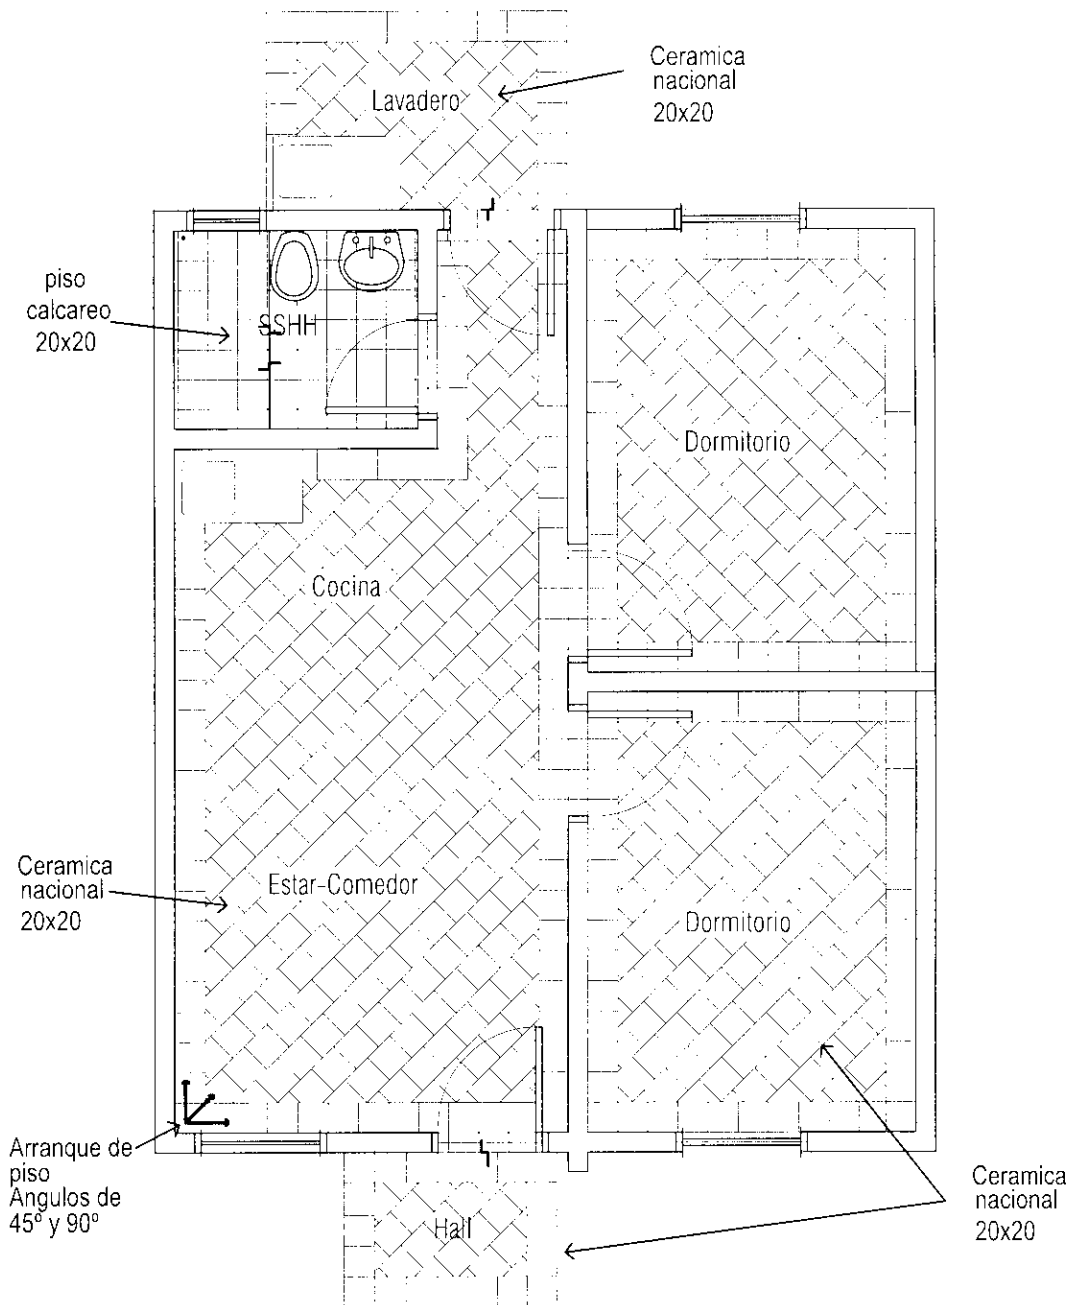 Ceramica
nacional
20x20
Lavadero
piso
calcareo
20x20
SSHH
Dormitorio
Cocina
Ceramica
nacional
20x20
Estar-Comedor
Dormitorio
Arranque de
piso
Angulos de
45º y 90º
Hall
Ceramica
nacional
20x20